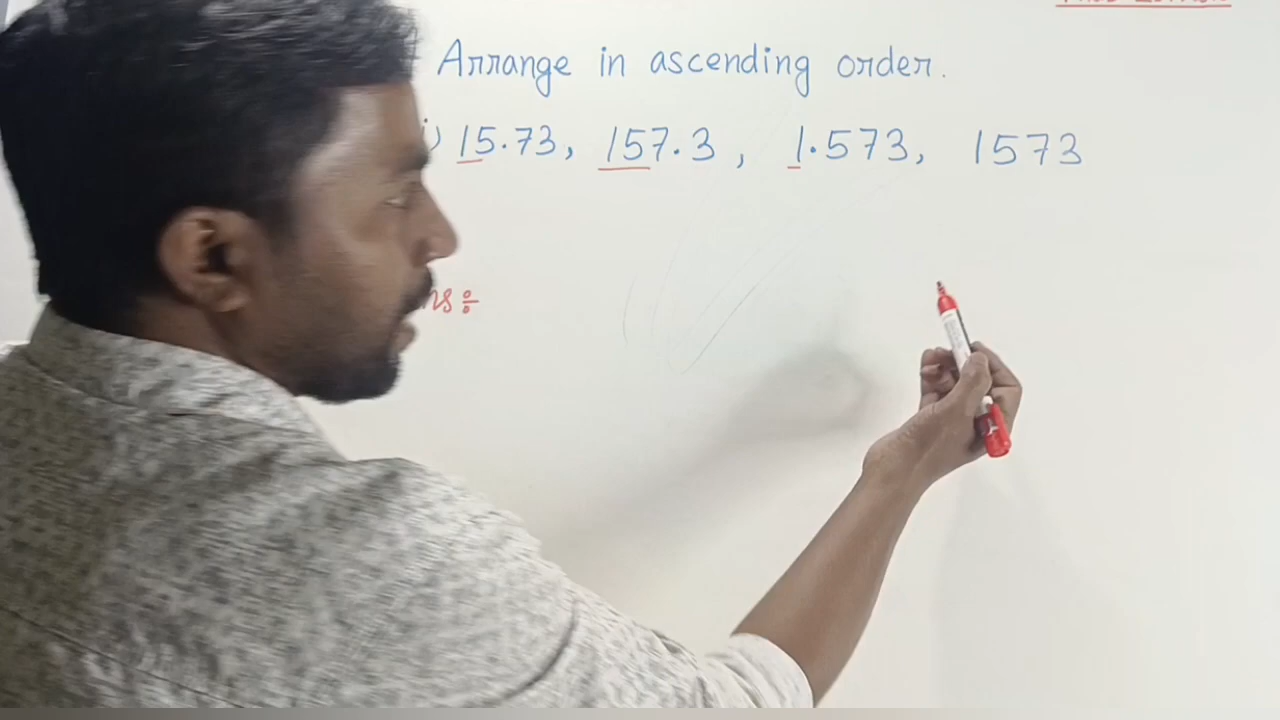 Arrange in ascending order.
i) 15.73, 157.3, 1.573, 1573